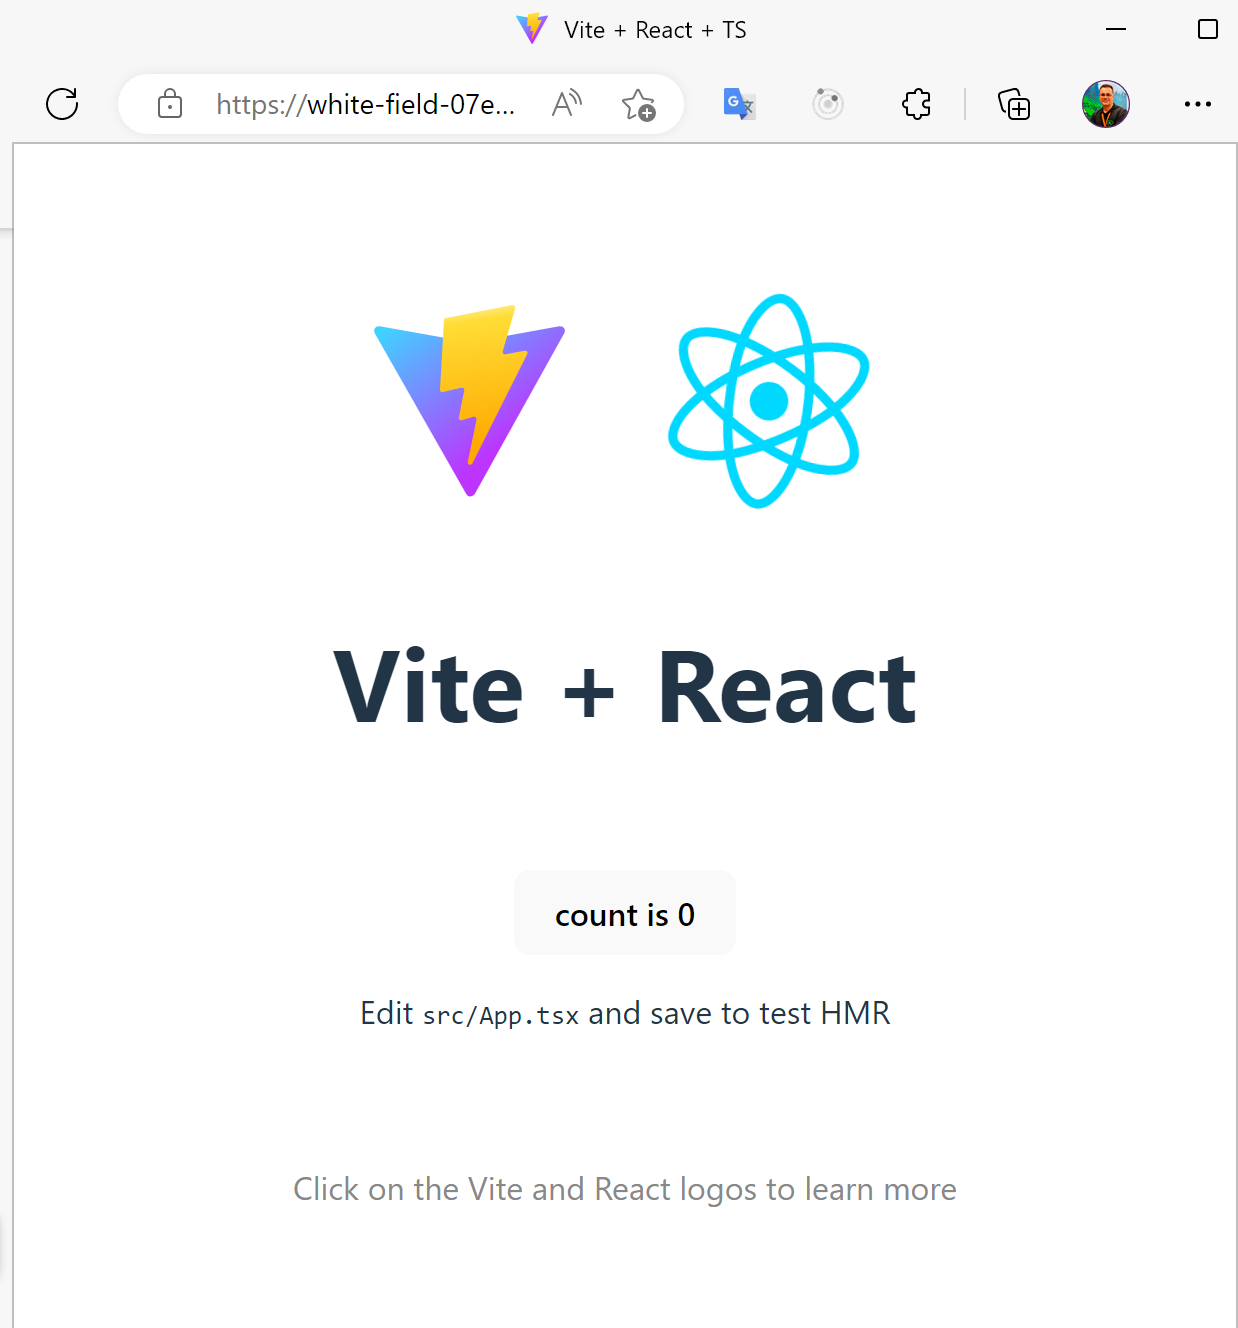 Vite + React + TS
https://white-field-07e...
Vite + React
count is 0
Edit src/App.tsx and save to test HMR
Click on the Vite and React logos to learn more